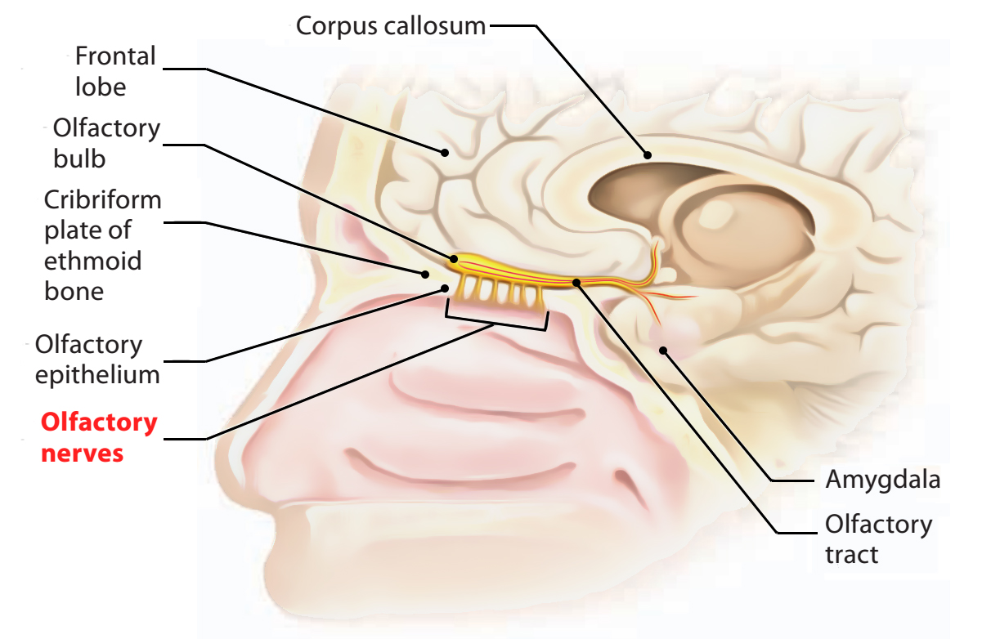 Corpus callosum
Frontal
lobe
Olfactory
bulb
Cribriform
plate of
ethmoid
bone
Olfactory
epithelium
Olfactory
nerves
Amygdala
Olfactory
tract